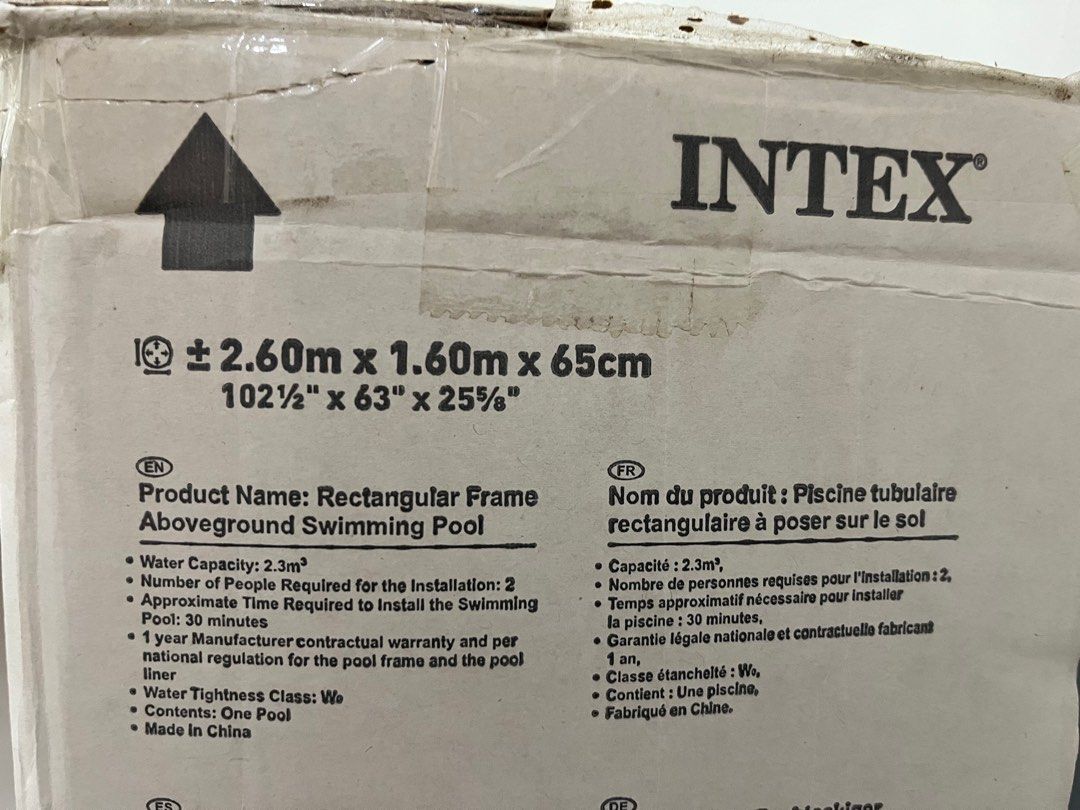 INTEX®
± 2.60m x 1.60m x 65cm
102½" x 63" x 25⅝"
EN
Product Name: Rectangular Frame
Aboveground Swimming Pool
• Water Capacity: 2.3m³
• Number of People Required for the Installation: 2
• Approximate Time Required to Install the Swimming
Pool: 30 minutes
• 1 year Manufacturer contractual warranty and per
national regulation for the pool frame and the pool
liner
• Water Tightness Class: W₀
• Contents: One Pool
• Made in China
FR
Nom du produit : Piscine tubulaire
rectangulaire à poser sur le sol
• Capacité : 2.3m³,
• Nombre de personnes requises pour l'installation : 2,
• Temps approximatif nécessaire pour installer
la piscine : 30 minutes,
• Garantie légale nationale et contractuelle fabricant
1 an,
• Classe étancheité : W₀,
• Contient : Une piscine,
• Fabriqué en Chine.
ES
DE